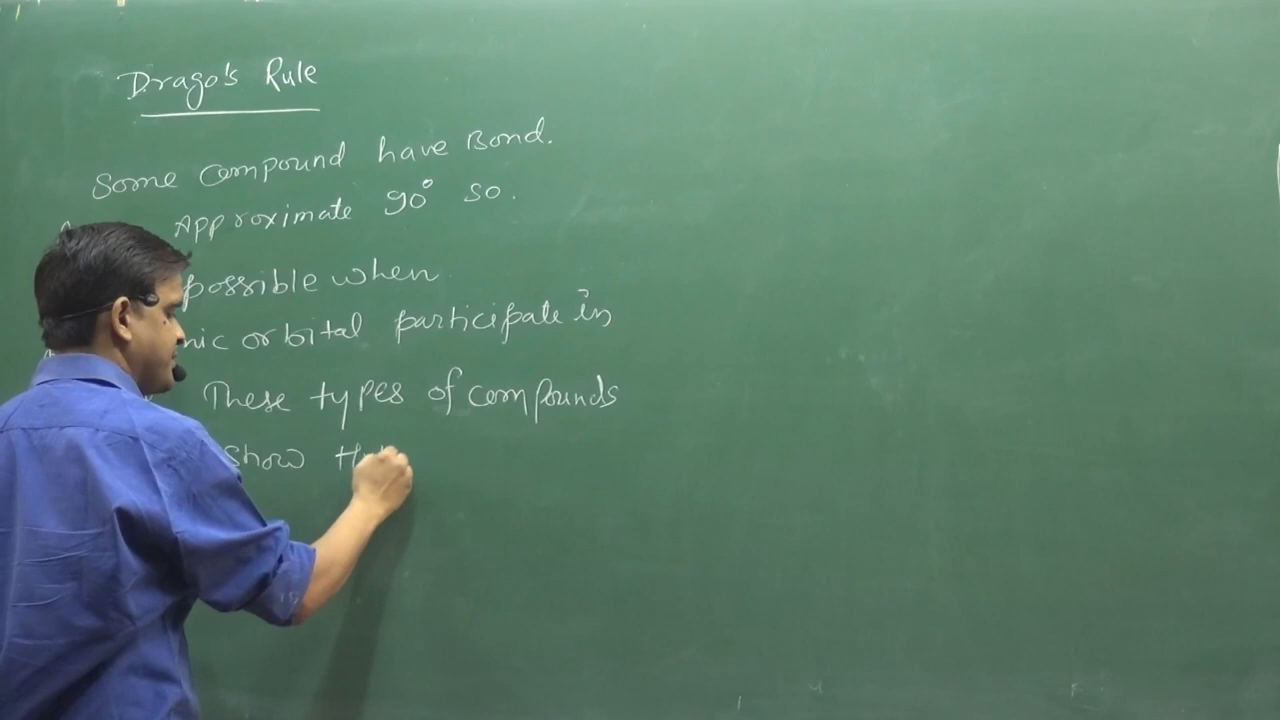 Drago's Rule
Some compound have Bond.
Approximate 90° so.
possible when
orbital participate in
These types of compounds
show